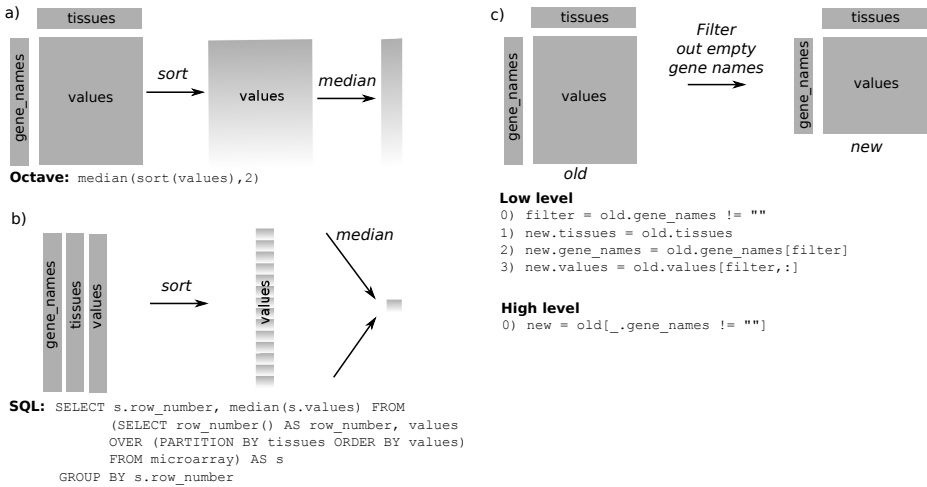 a)
tissues
gene_names
values
sort
values
median
Octave: median(sort(values),2)
b)
gene_names
tissues
values
sort
values
median
SQL: SELECT s.row_number, median(s.values) FROM
(SELECT row_number() AS row_number, values
OVER (PARTITION BY tissues ORDER BY values)
FROM microarray) AS s
GROUP BY s.row_number
c)
tissues
gene_names
values
old
Filter
out empty
gene names
tissues
gene_names
values
new
Low level
0) filter = old.gene_names != ""
1) new.tissues = old.tissues
2) new.gene_names = old.gene_names[filter]
3) new.values = old.values[filter,:]
High level
0) new = old[_.gene_names != ""]